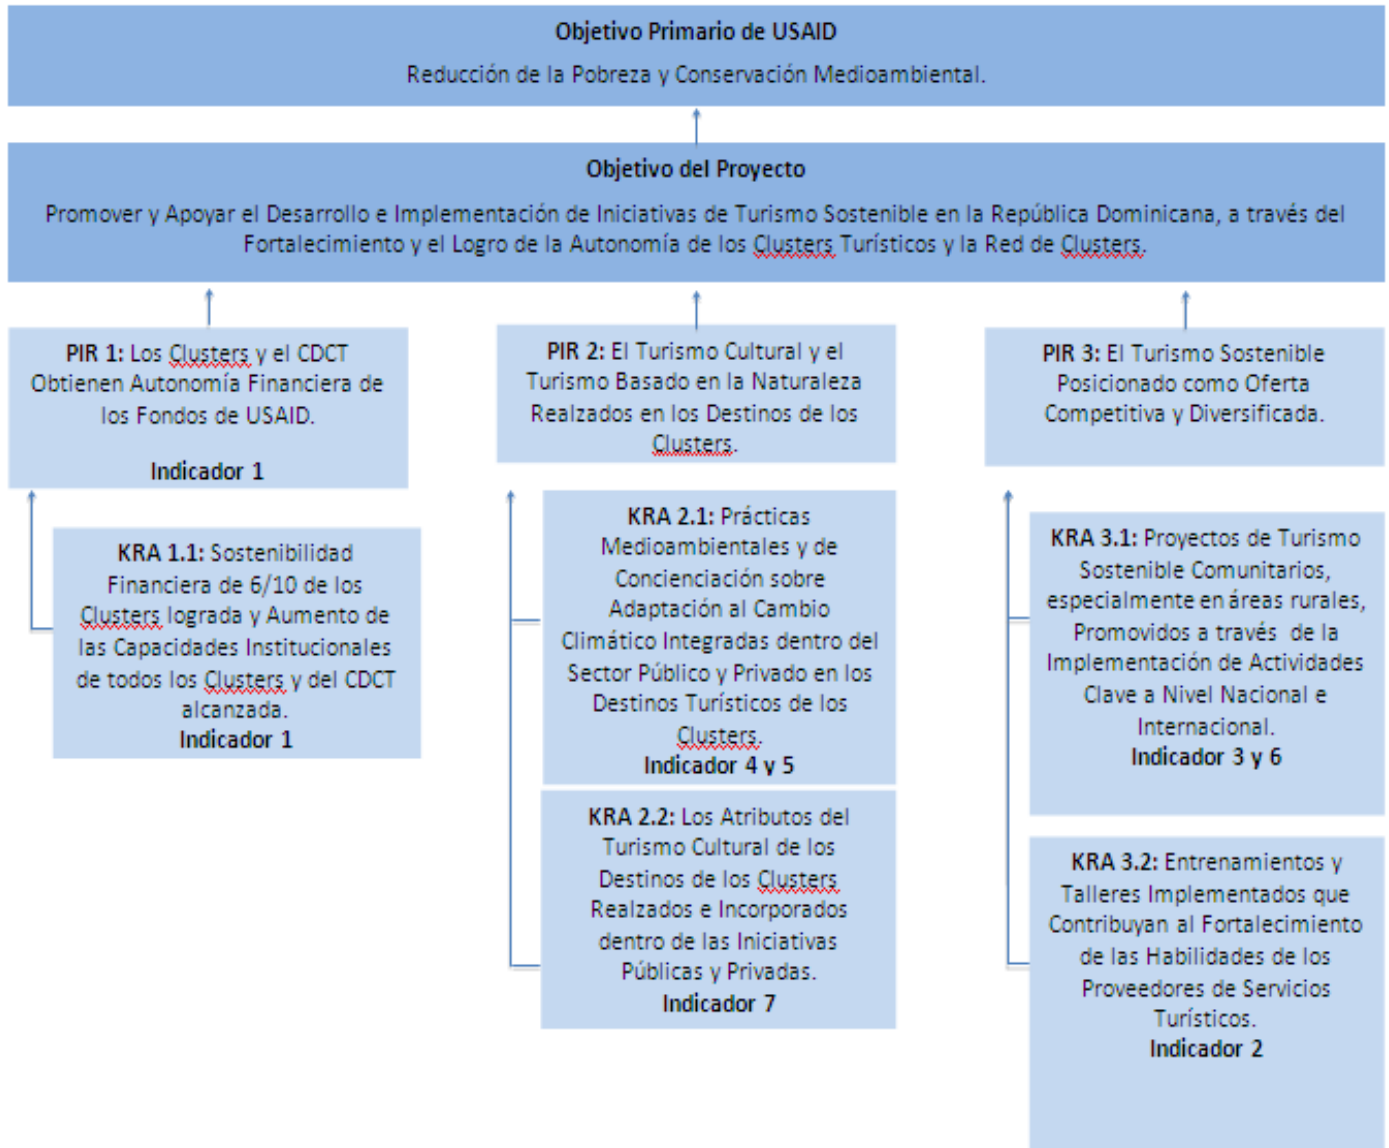 Objetivo Primario de USAID
Reducción de la Pobreza y Conservación Medioambiental.
Objetivo del Proyecto
Promover y Apoyar el Desarrollo e Implementación de Iniciativas de Turismo Sostenible en la República Dominicana, a través del
Fortalecimiento y el Logro de la Autonomía de los Clusters Turísticos y la Red de Clusters.
PIR 1: Los Clusters y el CDCT
Obtienen Autonomía Financiera de
los Fondos de USAID.
Indicador 1
KRA 1.1: Sostenibilidad
Financiera de 6/10 de los
Clusters lograda y Aumento de
las Capacidades Institucionales
de todos los Clusters y del CDCT
alcanzada.
Indicador 1
PIR 2: El Turismo Cultural y el
Turismo Basado en la Naturaleza
Realzados en los Destinos de los
Clusters.
KRA 2.1: Prácticas
Medioambientales y de
Concienciación sobre
Adaptación al Cambio
Climático Integradas dentro del
Sector Público y Privado en los
Destinos Turísticos de los
Clusters.
Indicador 4 y 5
KRA 2.2: Los Atributos del
Turismo Cultural de los
Destinos de los Clusters
Realzados e Incorporados
dentro de las Iniciativas
Públicas y Privadas.
Indicador 7
PIR 3: El Turismo Sostenible
Posicionado como Oferta
Competitiva y Diversificada.
KRA 3.1: Proyectos de Turismo
Sostenible Comunitarios,
especialmente en áreas rurales,
Promovidos a través de la
Implementación de Actividades
Clave a Nivel Nacional e
Internacional.
Indicador 3 y 6
KRA 3.2: Entrenamientos y
Talleres Implementados que
Contribuyan al Fortalecimiento
de las Habilidades de los
Proveedores de Servicios
Turísticos.
Indicador 2